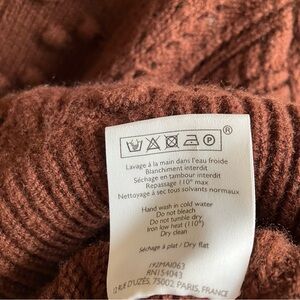 ®
P
Lavage à la main dans l'eau froide
Blanchiment interdit
Séchage en tambour interdit
Repassage 110° max
Nettoyage à sec tous solvants normaux
Hand wash in cold water
Do not bleach
Do not tumble dry
Iron low heat (110°)
Dry clean
Séchage à plat / Dry flat
192MAI063
RN154043
12 RUE D'UZÈS, 75002 PARIS, FRANCE